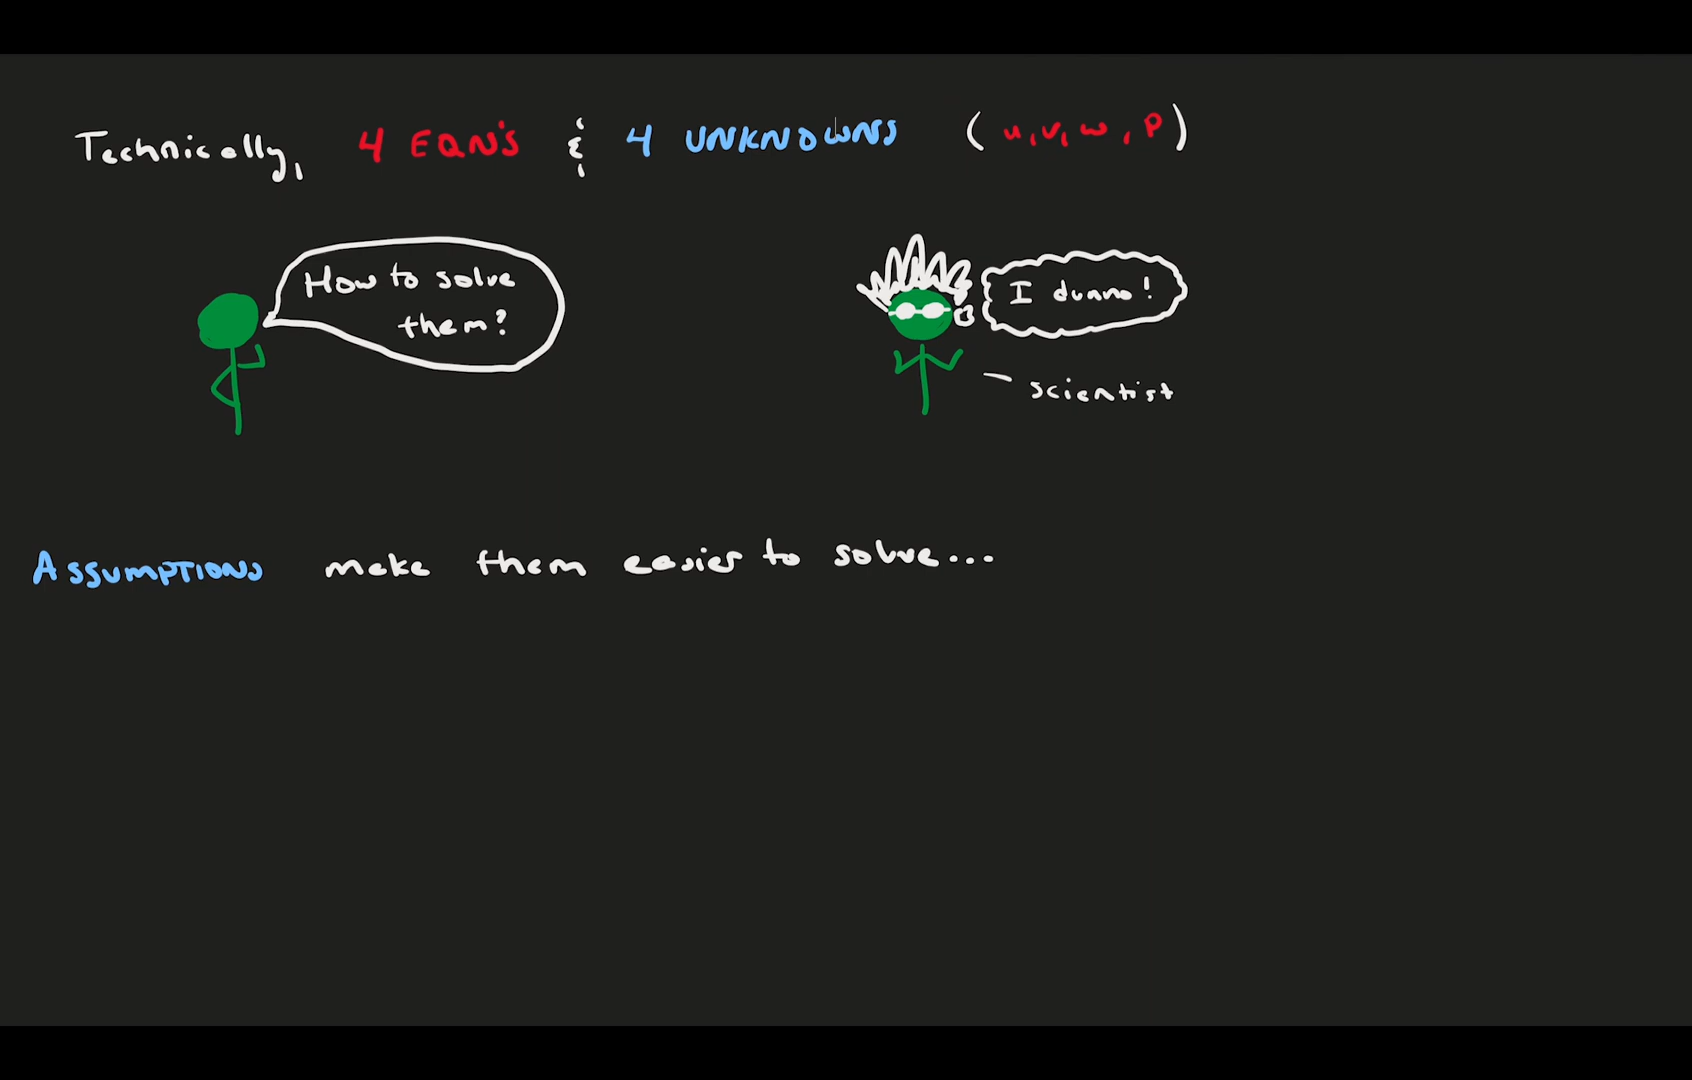 Technically, 4 EQN'S & 4 UNKNOWNS (u, v, w, P)
How to solve
them?
I dunno!
— scientist
ASSUMPTIONS make them easier to solve...